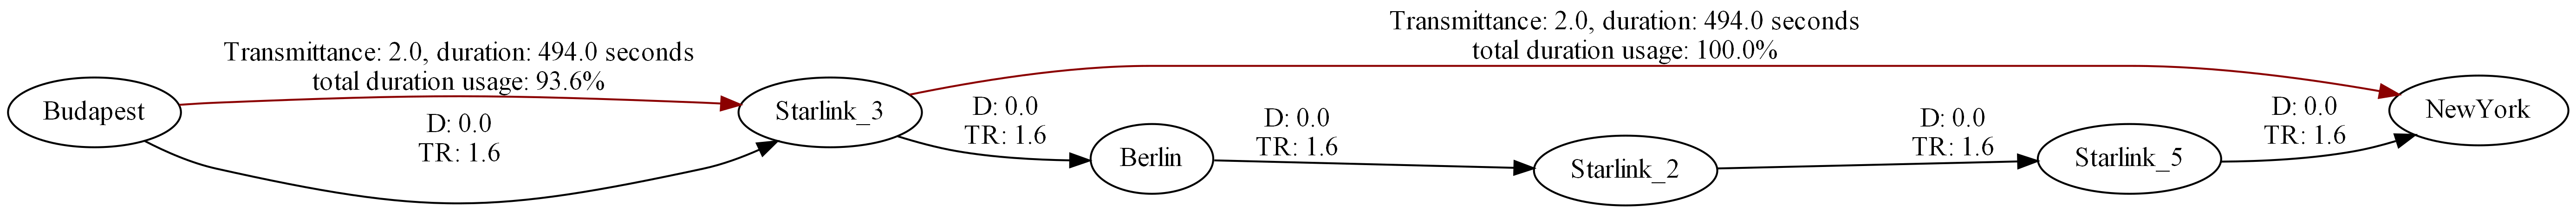 Transmittance: 2.0, duration: 494.0 seconds
total duration usage: 93.6%
Transmittance: 2.0, duration: 494.0 seconds
total duration usage: 100.0%
Budapest
D: 0.0
TR: 1.6
Starlink_3
D: 0.0
TR: 1.6
Berlin
D: 0.0
TR: 1.6
Starlink_2
D: 0.0
TR: 1.6
Starlink_5
D: 0.0
TR: 1.6
NewYork